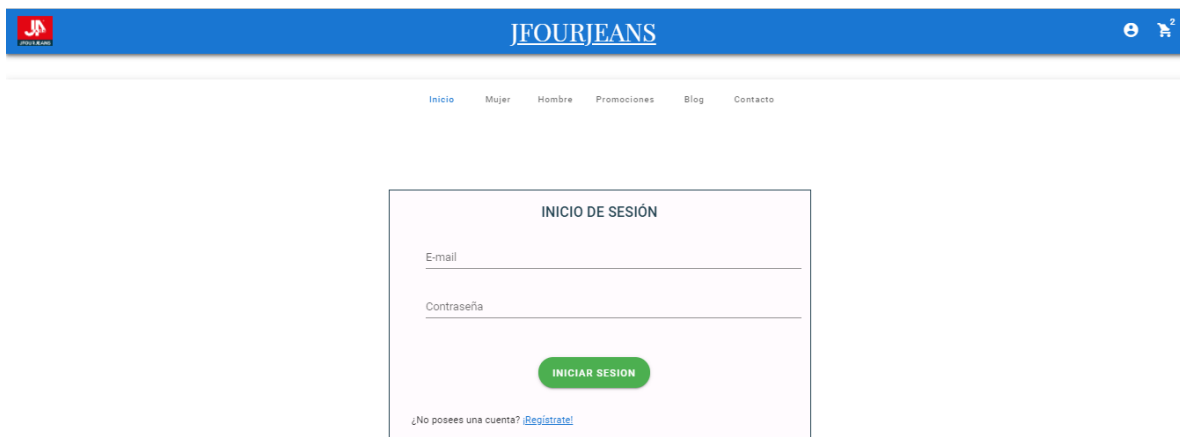 JFOURJEANS
JFOURJEANS
2
Inicio Mujer Hombre Promociones Blog Contacto
INICIO DE SESIÓN
E-mail
Contraseña
INICIAR SESION
¿No posees una cuenta? ¡Regístrate!